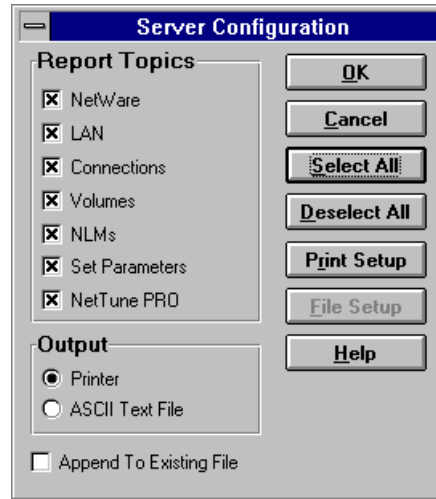 Server Configuration
Report Topics
NetWare
LAN
Connections
Volumes
NLMs
Set Parameters
NetTune PRO
Output
Printer
ASCII Text File
Append To Existing File
OK
Cancel
Select All
Deselect All
Print Setup
File Setup
Help